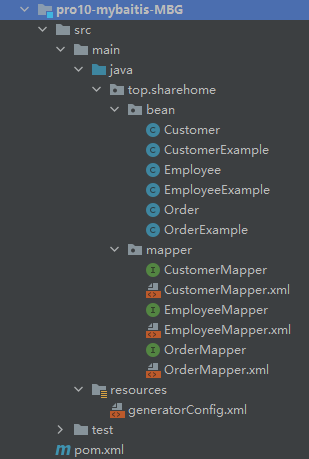 pro10-mybaitis-MBG
src
main
java
top.sharehome
bean
Customer
CustomerExample
Employee
EmployeeExample
Order
OrderExample
mapper
CustomerMapper
CustomerMapper.xml
EmployeeMapper
EmployeeMapper.xml
OrderMapper
OrderMapper.xml
resources
generatorConfig.xml
test
pom.xml